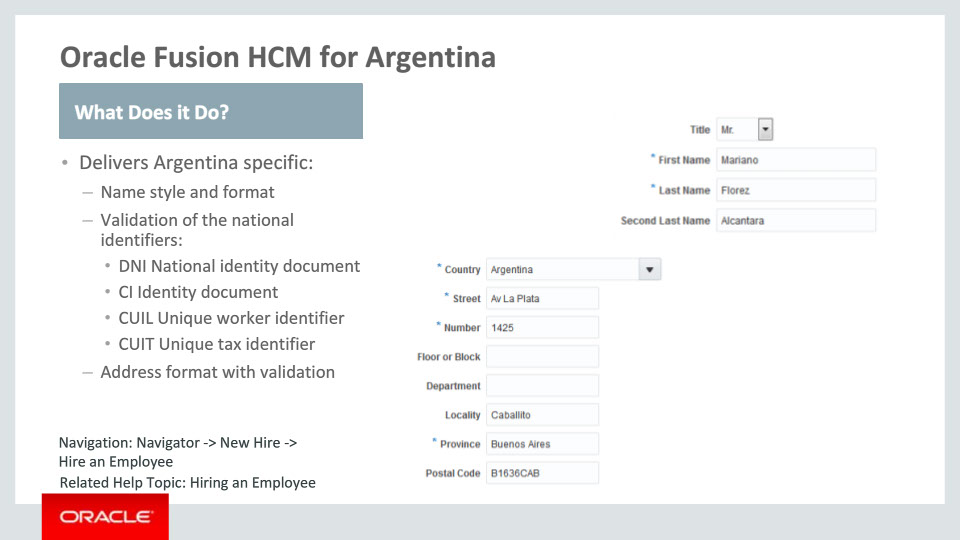 Oracle Fusion HCM for Argentina
What Does it Do?
• Delivers Argentina specific:
– Name style and format
– Validation of the national
identifiers:
• DNI National identity document
• CI Identity document
• CUIL Unique worker identifier
• CUIT Unique tax identifier
– Address format with validation
Navigation: Navigator -> New Hire ->
Hire an Employee
Related Help Topic: Hiring an Employee
Title Mr.
* First Name Mariano
* Last Name Florez
Second Last Name Alcantara
* Country Argentina
* Street Av La Plata
* Number 1425
Floor or Block
Department
Locality Caballito
* Province Buenos Aires
Postal Code B1636CAB
ORACLE